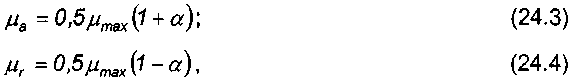 μₐ = 0,5μₘₐₓ(1 + α); (24.3)
μᵣ = 0,5μₘₐₓ(1 − α), (24.4)